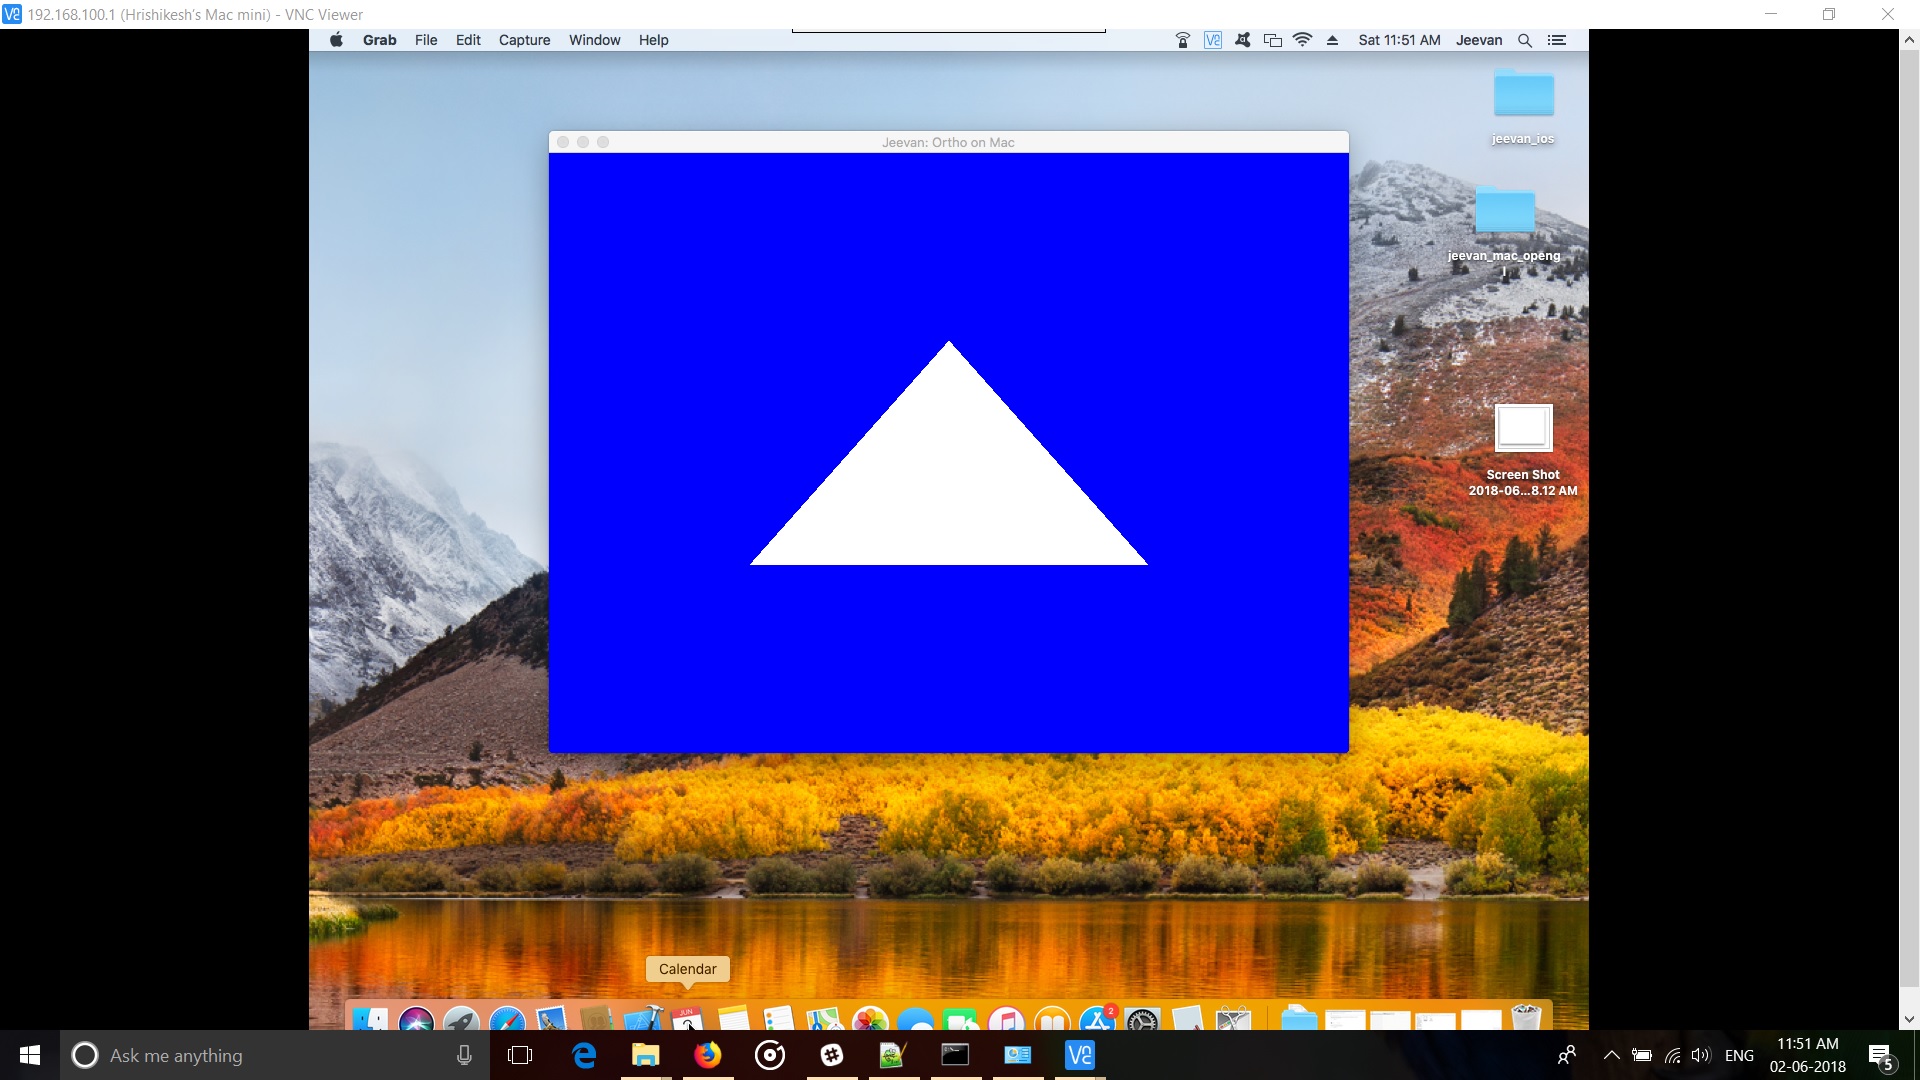 192.168.100.1 (Hrishikesh's Mac mini) - VNC Viewer
Grab File Edit Capture Window Help
Sat 11:51 AM Jeevan
Jeevan: Ortho on Mac
jeevan_ios
jeevan_mac_openg
l
Screen Shot
2018-06...8.12 AM
Calendar
JUN
2
Ask me anything
ENG
11:51 AM
02-06-2018
5